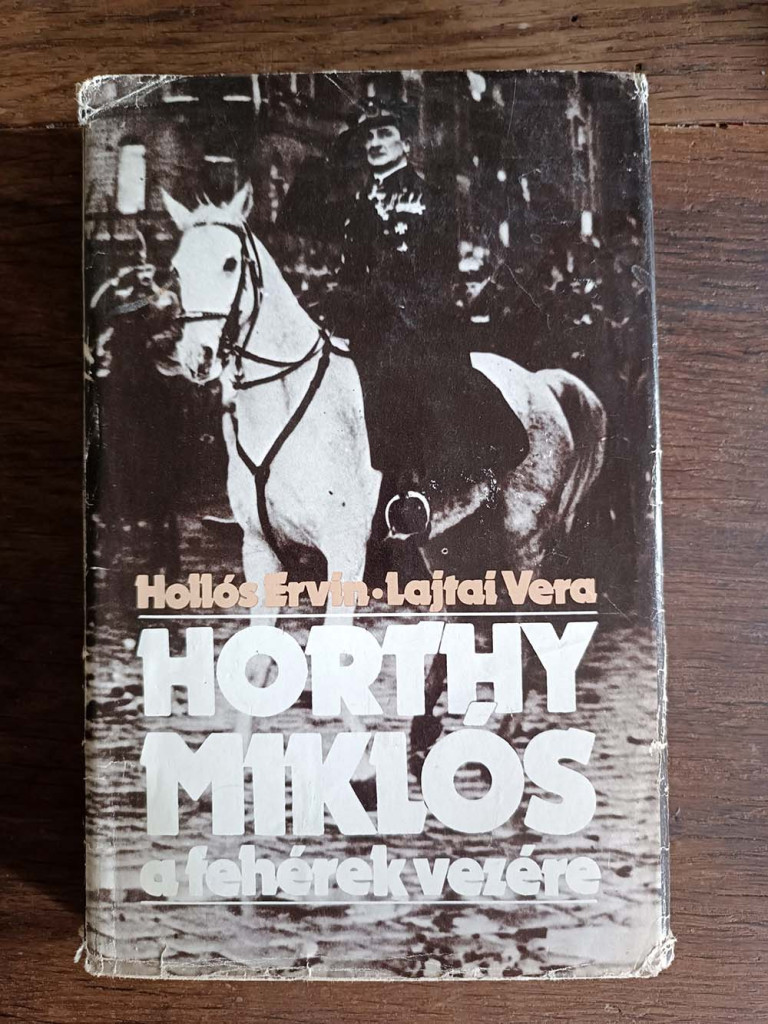 Hollós Ervin · Lajtai Vera
HORTHY
MIKLÓS
a fehérek vezére